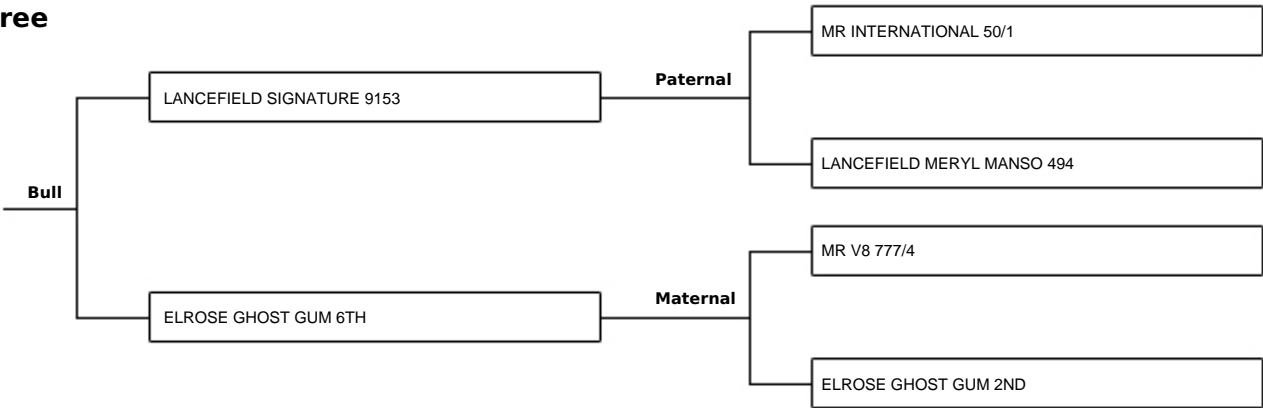 ree
MR INTERNATIONAL 50/1
Paternal
LANCEFIELD SIGNATURE 9153
LANCEFIELD MERYL MANSO 494
Bull
MR V8 777/4
Maternal
ELROSE GHOST GUM 6TH
ELROSE GHOST GUM 2ND